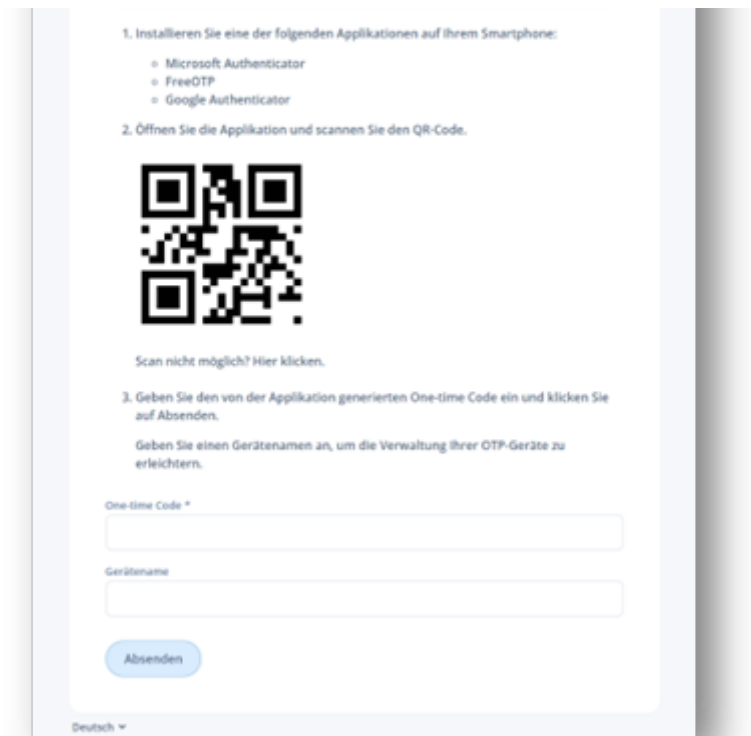 1. Installieren Sie eine der folgenden Applikationen auf Ihrem Smartphone:
Microsoft Authenticator
FreeOTP
Google Authenticator
2. Öffnen Sie die Applikation und scannen Sie den QR-Code.
Scan nicht möglich? Hier klicken.
3. Geben Sie den von der Applikation generierten One-time Code ein und klicken Sie
auf Absenden.
Geben Sie einen Gerätenamen an, um die Verwaltung Ihrer OTP-Geräte zu
erleichtern.
One-time Code *
Gerätename
Absenden
Deutsch